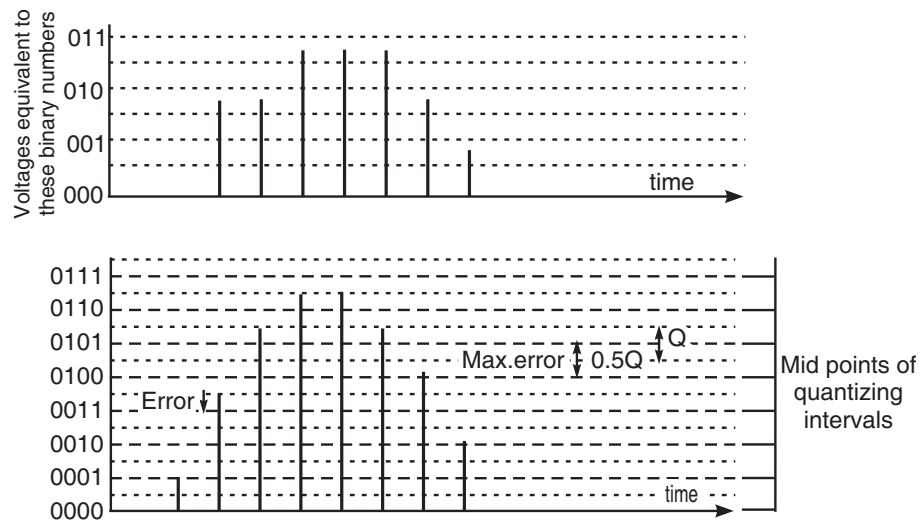 Voltages equivalent to
these binary numbers
011
010
001
000
time
0111
0110
0101
0100
0011
0010
0001
0000
Error
Max.error
0.5Q
Q
time
Mid points of
quantizing
intervals